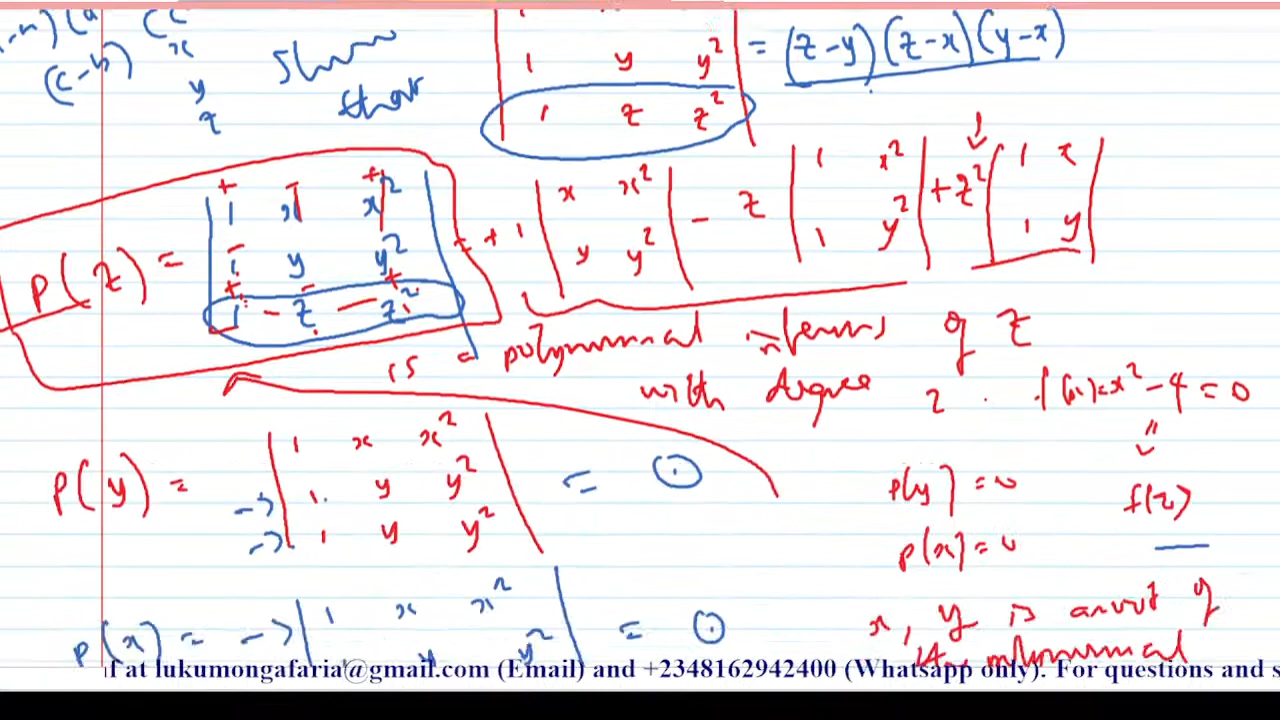 (c-b)
x
y
z
Show that
1 y y²
1 z z²
= (z-y)(z-x)(y-x)
P(z) = | 1 x x² | = +1 | x x² | - z | 1 x² | + z² | 1 x |
1 y y² y y² 1 y² 1 y
1 - z - z²
is a polynomial in terms of z
with degree 2. f(x)=x²-4=0
P(y) = | 1 x x² | = 0
-> 1 y y²
-> 1 y y²
P(y)=0
f(2)
P(x)=0
P(x) = -> | 1 x x² | = 0
y y²
x, y is a root of
the polynomial
f at lukumongafaria@gmail.com (Email) and +2348162942400 (Whatsapp only). For questions and s